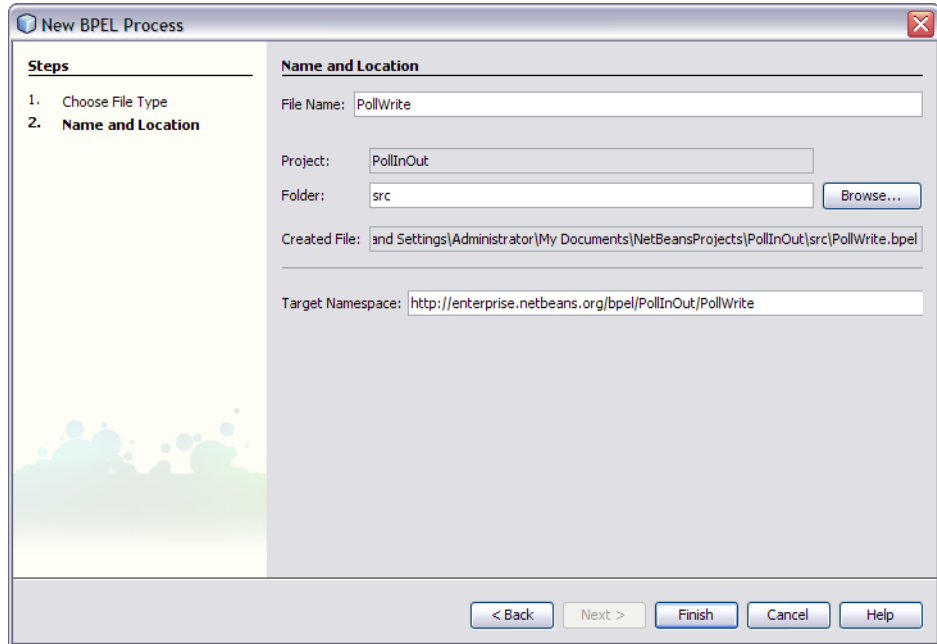 New BPEL Process
Steps
1. Choose File Type
2. Name and Location
Name and Location
File Name: PollWrite
Project: PollInOut
Folder: src Browse...
Created File: and Settings\Administrator\My Documents\NetBeansProjects\PollInOut\src\PollWrite.bpel
Target Namespace: http://enterprise.netbeans.org/bpel/PollInOut/PollWrite
< Back Next > Finish Cancel Help